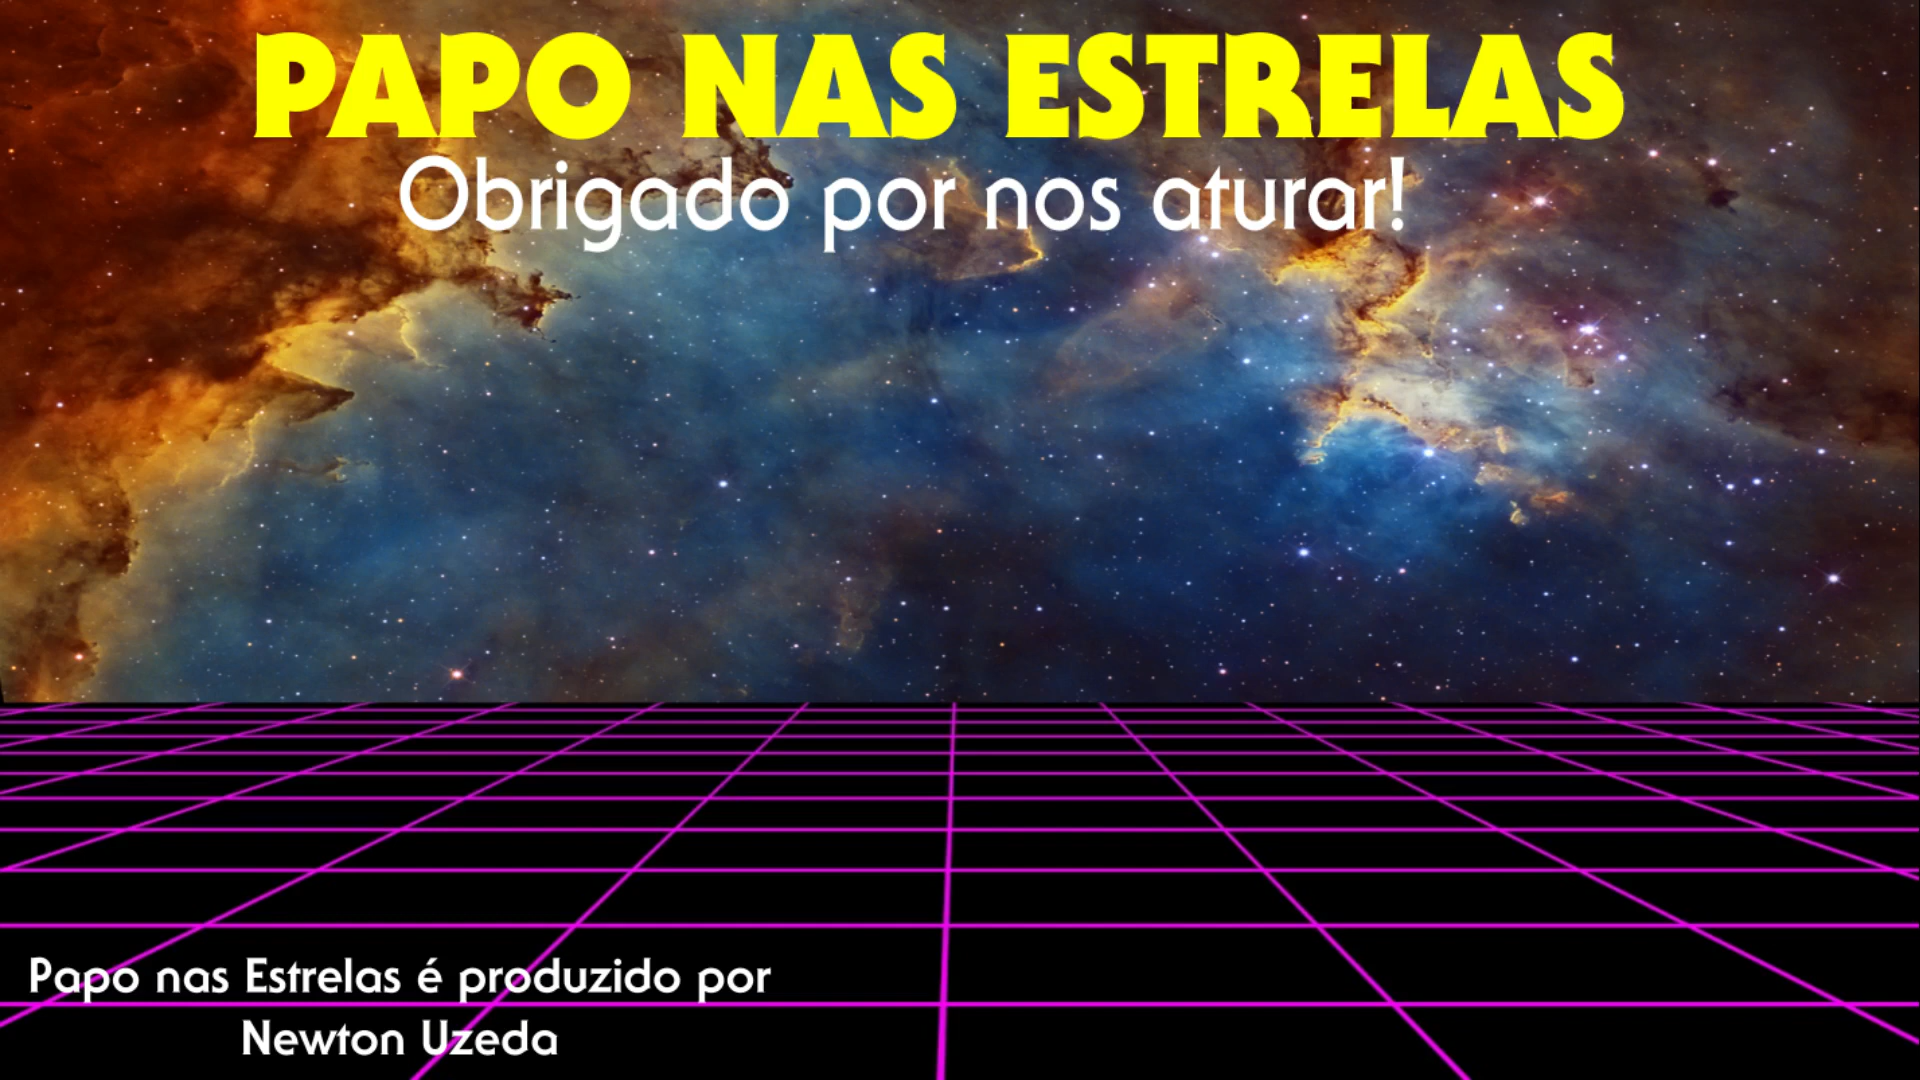 PAPO NAS ESTRELAS
Obrigado por nos aturar!
Papo nas Estrelas é produzido por
Newton Uzeda